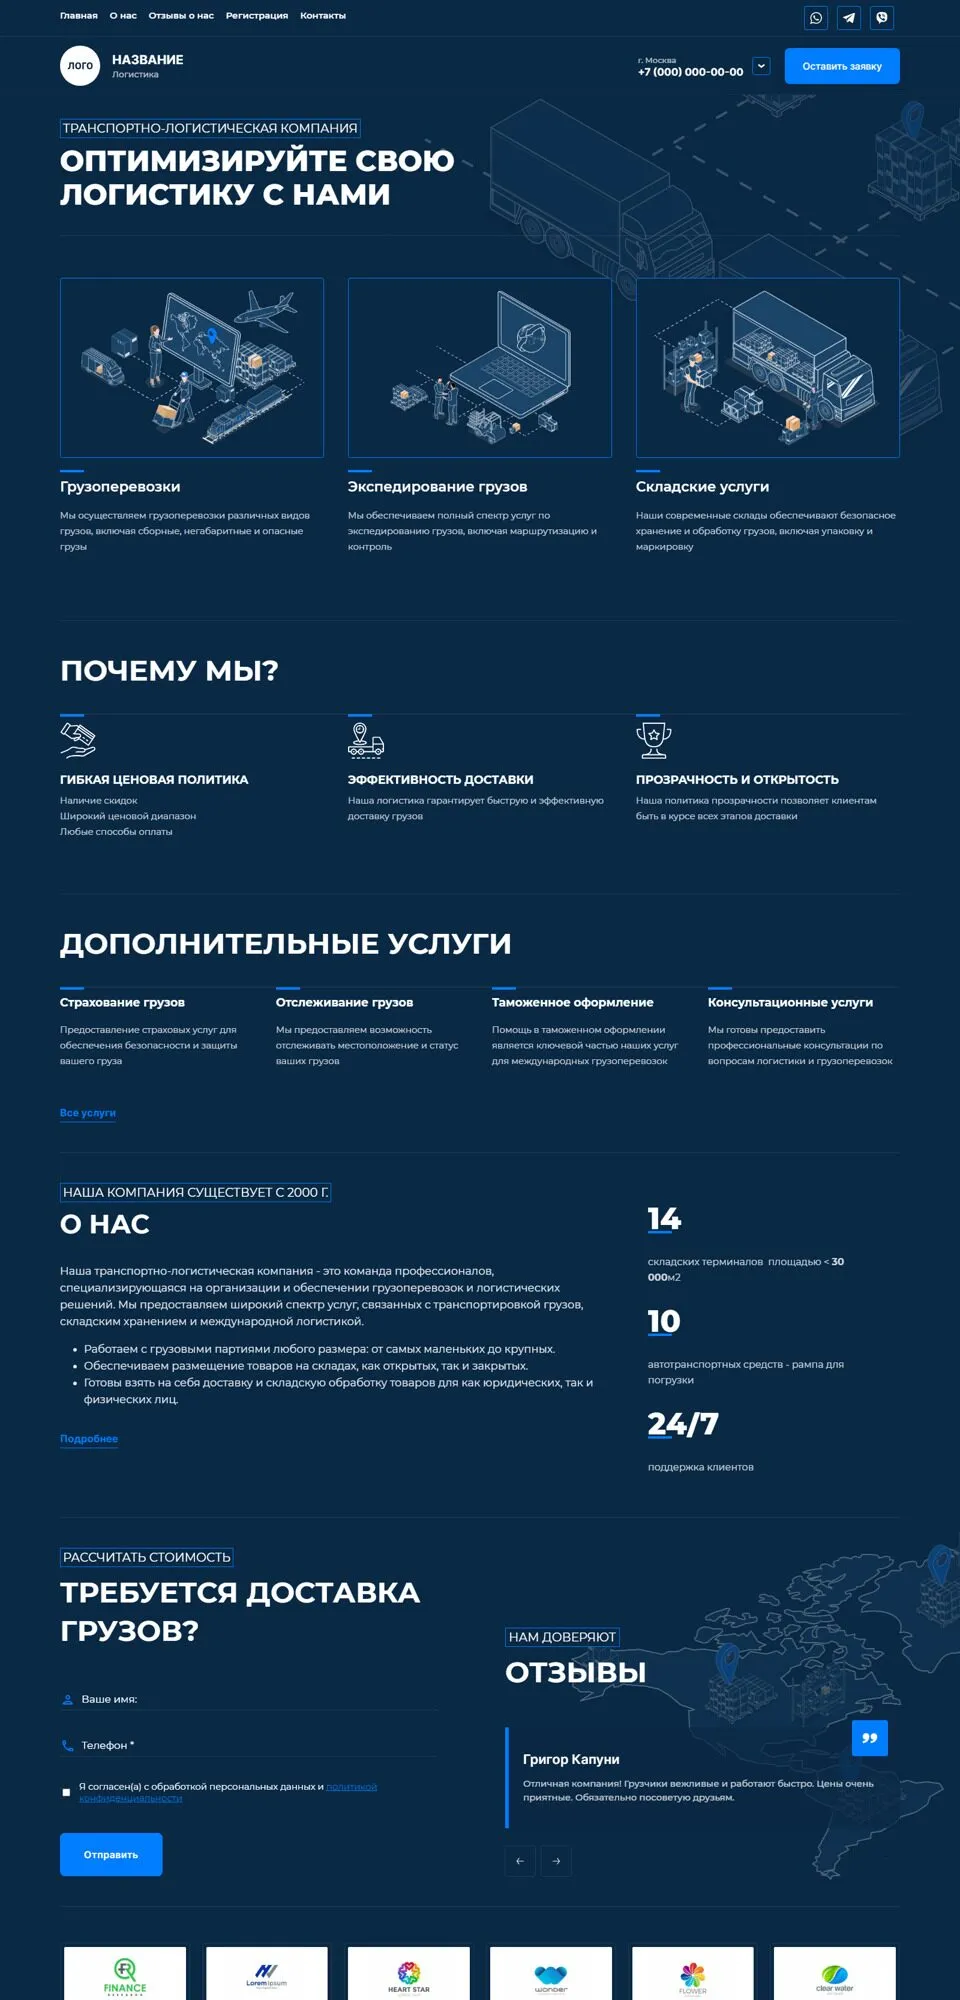 Главная О нас Отзывы о нас Регистрация Контакты
ЛОГО
НАЗВАНИЕ
Логистика
г. Москва
+7 (000) 000-00-00
Оставить заявку
ТРАНСПОРТНО-ЛОГИСТИЧЕСКАЯ КОМПАНИЯ
ОПТИМИЗИРУЙТЕ СВОЮ
ЛОГИСТИКУ С НАМИ
Грузоперевозки
Мы осуществляем грузоперевозки различных видов
грузов, включая сборные, негабаритные и опасные
грузы
Экспедирование грузов
Мы обеспечиваем полный спектр услуг по
экспедированию грузов, включая маршрутизацию и
контроль
Складские услуги
Наши современные склады обеспечивают безопасное
хранение и обработку грузов, включая упаковку и
маркировку
ПОЧЕМУ МЫ?
ГИБКАЯ ЦЕНОВАЯ ПОЛИТИКА
Наличие скидок
Широкий ценовой диапазон
Любые способы оплаты
ЭФФЕКТИВНОСТЬ ДОСТАВКИ
Наша логистика гарантирует быструю и эффективную
доставку грузов
ПРОЗРАЧНОСТЬ И ОТКРЫТОСТЬ
Наша политика прозрачности позволяет клиентам
быть в курсе всех этапов доставки
ДОПОЛНИТЕЛЬНЫЕ УСЛУГИ
Страхование грузов
Предоставление страховых услуг для
обеспечения безопасности и защиты
вашего груза
Отслеживание грузов
Мы предоставляем возможность
отслеживать местоположение и статус
ваших грузов
Таможенное оформление
Помощь в таможенном оформлении
является ключевой частью наших услуг
для международных грузоперевозок
Консультационные услуги
Мы готовы предоставить
профессиональные консультации по
вопросам логистики и грузоперевозок
Все услуги
НАША КОМПАНИЯ СУЩЕСТВУЕТ С 2000 Г.
О НАС
Наша транспортно-логистическая компания - это команда профессионалов,
специализирующаяся на организации и обеспечении грузоперевозок и логистических
решений. Мы предоставляем широкий спектр услуг, связанных с транспортировкой грузов,
складским хранением и международной логистикой.
• Работаем с грузовыми партиями любого размера: от самых маленьких до крупных.
• Обеспечиваем размещение товаров на складах, как открытых, так и закрытых.
• Готовы взять на себя доставку и складскую обработку товаров для как юридических, так и
физических лиц.
Подробнее
14
складских терминалов площадью < 30
000м2
10
автотранспортных средств - рампа для
погрузки
24/7
поддержка клиентов
РАССЧИТАТЬ СТОИМОСТЬ
ТРЕБУЕТСЯ ДОСТАВКА
ГРУЗОВ?
Ваше имя:
Телефон *
Я согласен(а) с обработкой персональных данных и политикой
конфиденциальности
Отправить
НАМ ДОВЕРЯЮТ
ОТЗЫВЫ
Григор Капуни
Отличная компания! Грузчики вежливые и работают быстро. Цены очень
приятные. Обязательно посоветую друзьям.
FINANCE
Lorem Ipsum
HEART STAR
wonder
FLOWER
clear water